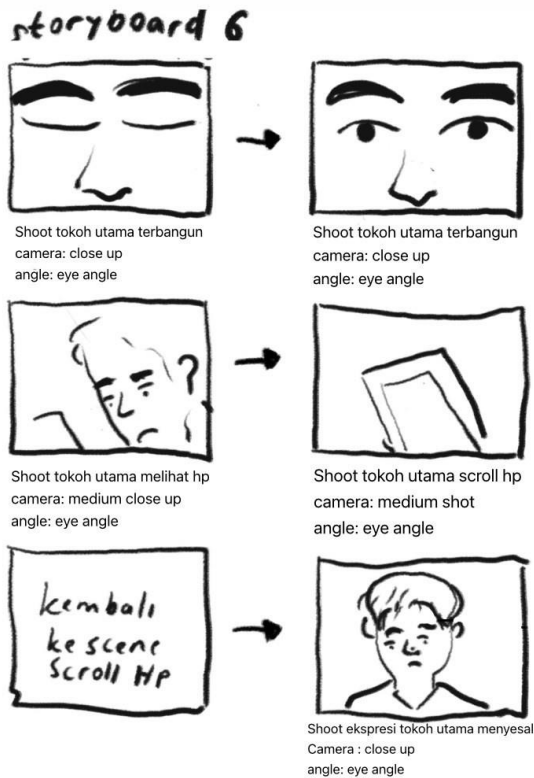 storyboard 6
Shoot tokoh utama terbangun
camera: close up
angle: eye angle
Shoot tokoh utama terbangun
camera: close up
angle: eye angle
?
Shoot tokoh utama melihat hp
camera: medium close up
angle: eye angle
Shoot tokoh utama scroll hp
camera: medium shot
angle: eye angle
kembali
ke scene
Scroll HP
Shoot ekspresi tokoh utama menyesal
Camera : close up
angle: eye angle